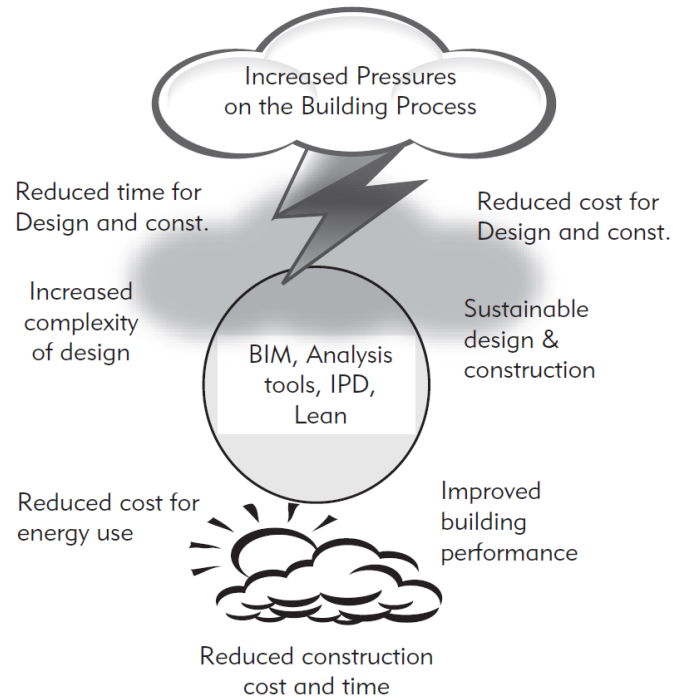 Increased Pressures
on the Building Process
Reduced time for
Design and const.
Reduced cost for
Design and const.
Increased
complexity
of design
Sustainable
design &
construction
BIM, Analysis
tools, IPD,
Lean
Reduced cost for
energy use
Improved
building
performance
Reduced construction
cost and time